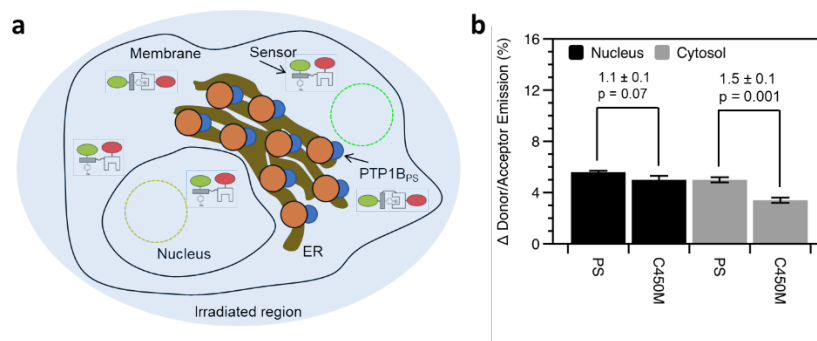 a
Membrane
Sensor
PTP1BPS
Nucleus
ER
Irradiated region
b
Δ Donor/Acceptor Emission (%)
16
12
8
4
0
Nucleus
Cytosol
1.1 ± 0.1
p = 0.07
1.5 ± 0.1
p = 0.001
PS
C450M
PS
C450M